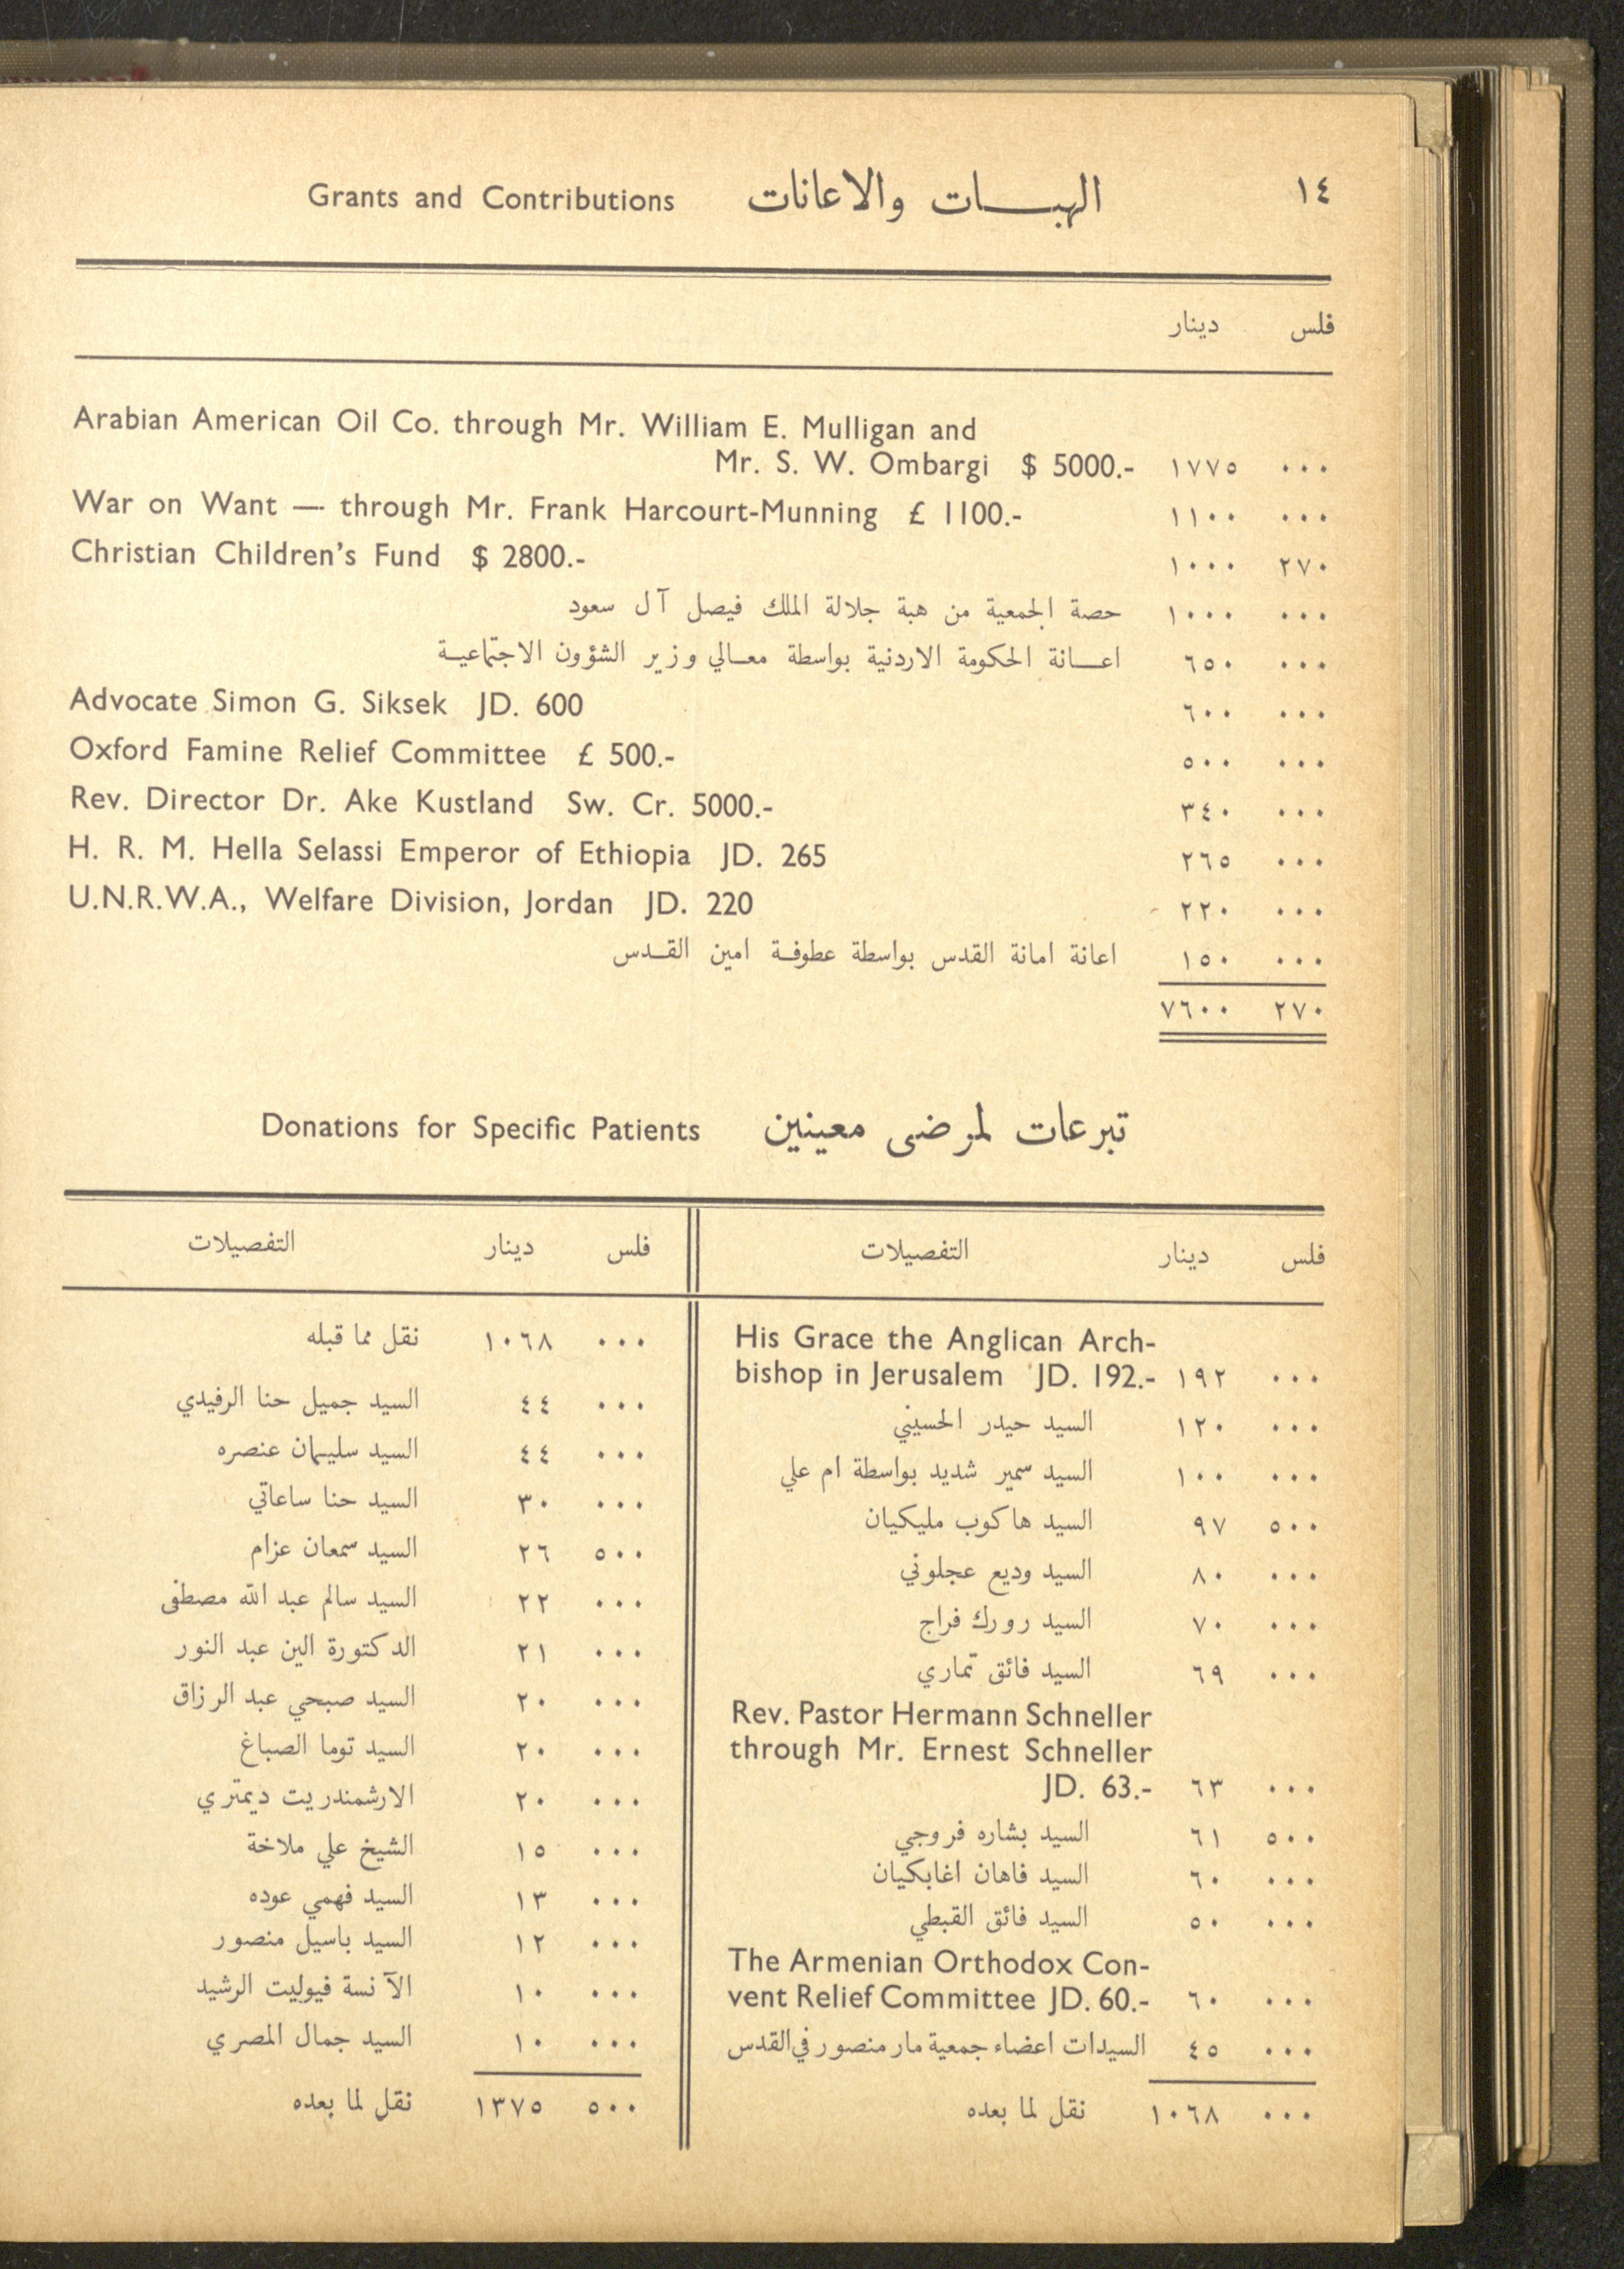 ١٤
الهبــــات والاعانات Grants and Contributions
فلس دينار
Arabian American Oil Co. through Mr. William E. Mulligan and
Mr. S. W. Ombargi $ 5000.- ١٧٧٥ ٠٠٠
War on Want — through Mr. Frank Harcourt-Munning £ 1100.- ١١٠٠ ٠٠٠
Christian Children's Fund $ 2800.- ١٠٠٠ ٢٧٠
٠٠٠ ١٠٠٠ حصة الجمعية من هبة جلالة الملك فيصل آل سعود
٠٠٠ ٦٥٠ اعــانة الحكومة الاردنية بواسطة معــالي وزير الشؤون الاجتماعيــة
Advocate Simon G. Siksek JD. 600 ٦٠٠ ٠٠٠
Oxford Famine Relief Committee £ 500.- ٥٠٠ ٠٠٠
Rev. Director Dr. Ake Kustland Sw. Cr. 5000.- ٣٤٠ ٠٠٠
H. R. M. Hella Selassi Emperor of Ethiopia JD. 265 ٢٦٥ ٠٠٠
U.N.R.W.A., Welfare Division, Jordan JD. 220 ٢٢٠ ٠٠٠
٠٠٠ ١٥٠ اعانة امانة القدس بواسطة عطوفــة امين القــدس
٢٧٠ ٧٦٠٠
تبرعات لمرضى معينين Donations for Specific Patients
فلس دينار التفصيلات
His Grace the Anglican Arch-
bishop in Jerusalem JD. 192.- ١٩٢ ٠٠٠
٠٠٠ ١٢٠ السيد حيدر الحسيني
٠٠٠ ١٠٠ السيد سمير شديد بواسطة ام علي
٥٠٠ ٩٧ السيد هاكوب مليكيان
٠٠٠ ٨٠ السيد وديع عجلوني
٠٠٠ ٧٠ السيد رورك فراج
٠٠٠ ٦٩ السيد فائق تماري
Rev. Pastor Hermann Schneller
through Mr. Ernest Schneller
JD. 63.- ٦٣ ٠٠٠
٥٠٠ ٦١ السيد بشاره فروجي
٠٠٠ ٦٠ السيد فاهان اغابكيان
٠٠٠ ٥٠ السيد فائق القبطي
The Armenian Orthodox Con-
vent Relief Committee JD. 60.- ٦٠ ٠٠٠
٠٠٠ ٤٥ السيدات اعضاء جمعية مار منصور في القدس
٠٠٠ ١٠٦٨ نقل لما بعده
فلس دينار التفصيلات
٠٠٠ ١٠٦٨ نقل مما قبله
٠٠٠ ٤٤ السيد جميل حنا الرفيدي
٠٠٠ ٤٤ السيد سليمان عنصره
٠٠٠ ٣٠ السيد حنا ساعاتي
٥٠٠ ٢٦ السيد سمعان عزام
٠٠٠ ٢٢ السيد سالم عبد الله مصطفى
٠٠٠ ٢١ الدكتورة الين عبد النور
٠٠٠ ٢٠ السيد صبحي عبد الرزاق
٠٠٠ ٢٠ السيد توما الصباغ
٠٠٠ ٢٠ الارشمندريت ديمتري
٠٠٠ ١٥ الشيخ علي ملاخة
٠٠٠ ١٣ السيد فهمي عوده
٠٠٠ ١٢ السيد باسيل منصور
٠٠٠ ١٠ الآنسة فيوليت الرشيد
٠٠٠ ١٠ السيد جمال المصري
٥٠٠ ١٣٧٥ نقل لما بعده